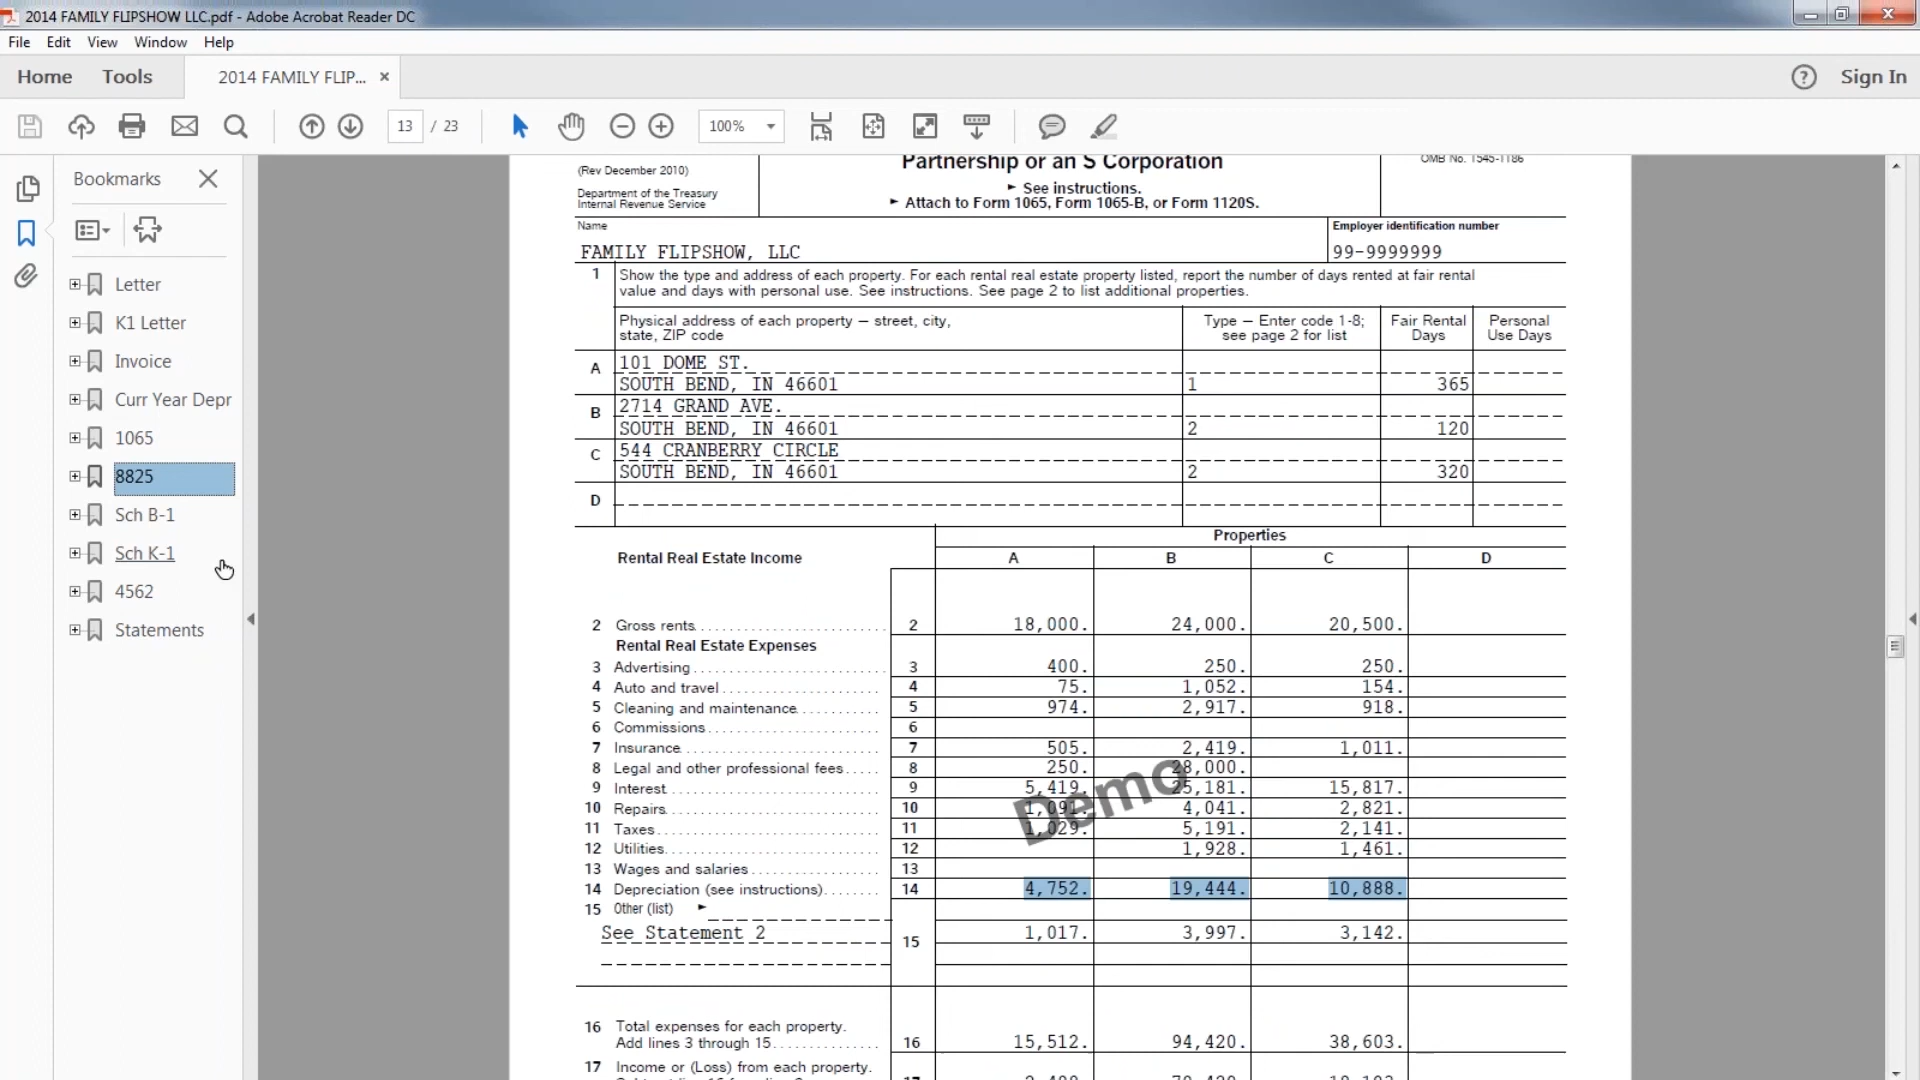 2014 FAMILY FLIPSHOW LLC.pdf - Adobe Acrobat Reader DC
File Edit View Window Help
Home Tools 2014 FAMILY FLIP... × Sign In
13 / 23 100%
Bookmarks
Letter
K1 Letter
Invoice
Curr Year Depr
1065
8825
Sch B-1
Sch K-1
4562
Statements
(Rev December 2010)
Department of the Treasury
Internal Revenue Service
Partnership or an S Corporation
► See instructions.
► Attach to Form 1065, Form 1065-B, or Form 1120S.
OMB No. 1545-1186
Name
FAMILY FLIPSHOW, LLC
Employer identification number
99-9999999
1 Show the type and address of each property. For each rental real estate property listed, report the number of days rented at fair rental
value and days with personal use. See instructions. See page 2 to list additional properties.
Physical address of each property – street, city,
state, ZIP code
Type – Enter code 1-8;
see page 2 for list
Fair Rental
Days
Personal
Use Days
A 101 DOME ST.
SOUTH BEND, IN 46601 1 365
B 2714 GRAND AVE.
SOUTH BEND, IN 46601 2 120
C 544 CRANBERRY CIRCLE
SOUTH BEND, IN 46601 2 320
D
Properties
Rental Real Estate Income A B C D
2 Gross rents 2 18,000. 24,000. 20,500.
Rental Real Estate Expenses
3 Advertising 3 400. 250. 250.
4 Auto and travel 4 75. 1,052. 154.
5 Cleaning and maintenance 5 974. 2,917. 918.
6 Commissions 6
7 Insurance 7 505. 2,419. 1,011.
8 Legal and other professional fees 8 250. 28,000.
9 Interest 9 5,419. 25,181. 15,817.
10 Repairs 10 1,091. 4,041. 2,821.
11 Taxes 11 1,029. 5,191. 2,141.
12 Utilities 12 1,928. 1,461.
13 Wages and salaries 13
14 Depreciation (see instructions) 14 4,752. 19,444. 10,888.
15 Other (list) ►
See Statement 2 15 1,017. 3,997. 3,142.
Demo
16 Total expenses for each property.
Add lines 3 through 15 16 15,512. 94,420. 38,603.
17 Income or (Loss) from each property.